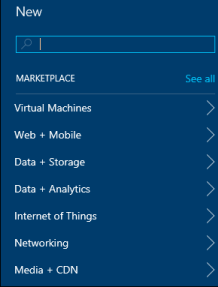 New
MARKETPLACE See all
Virtual Machines
Web + Mobile
Data + Storage
Data + Analytics
Internet of Things
Networking
Media + CDN